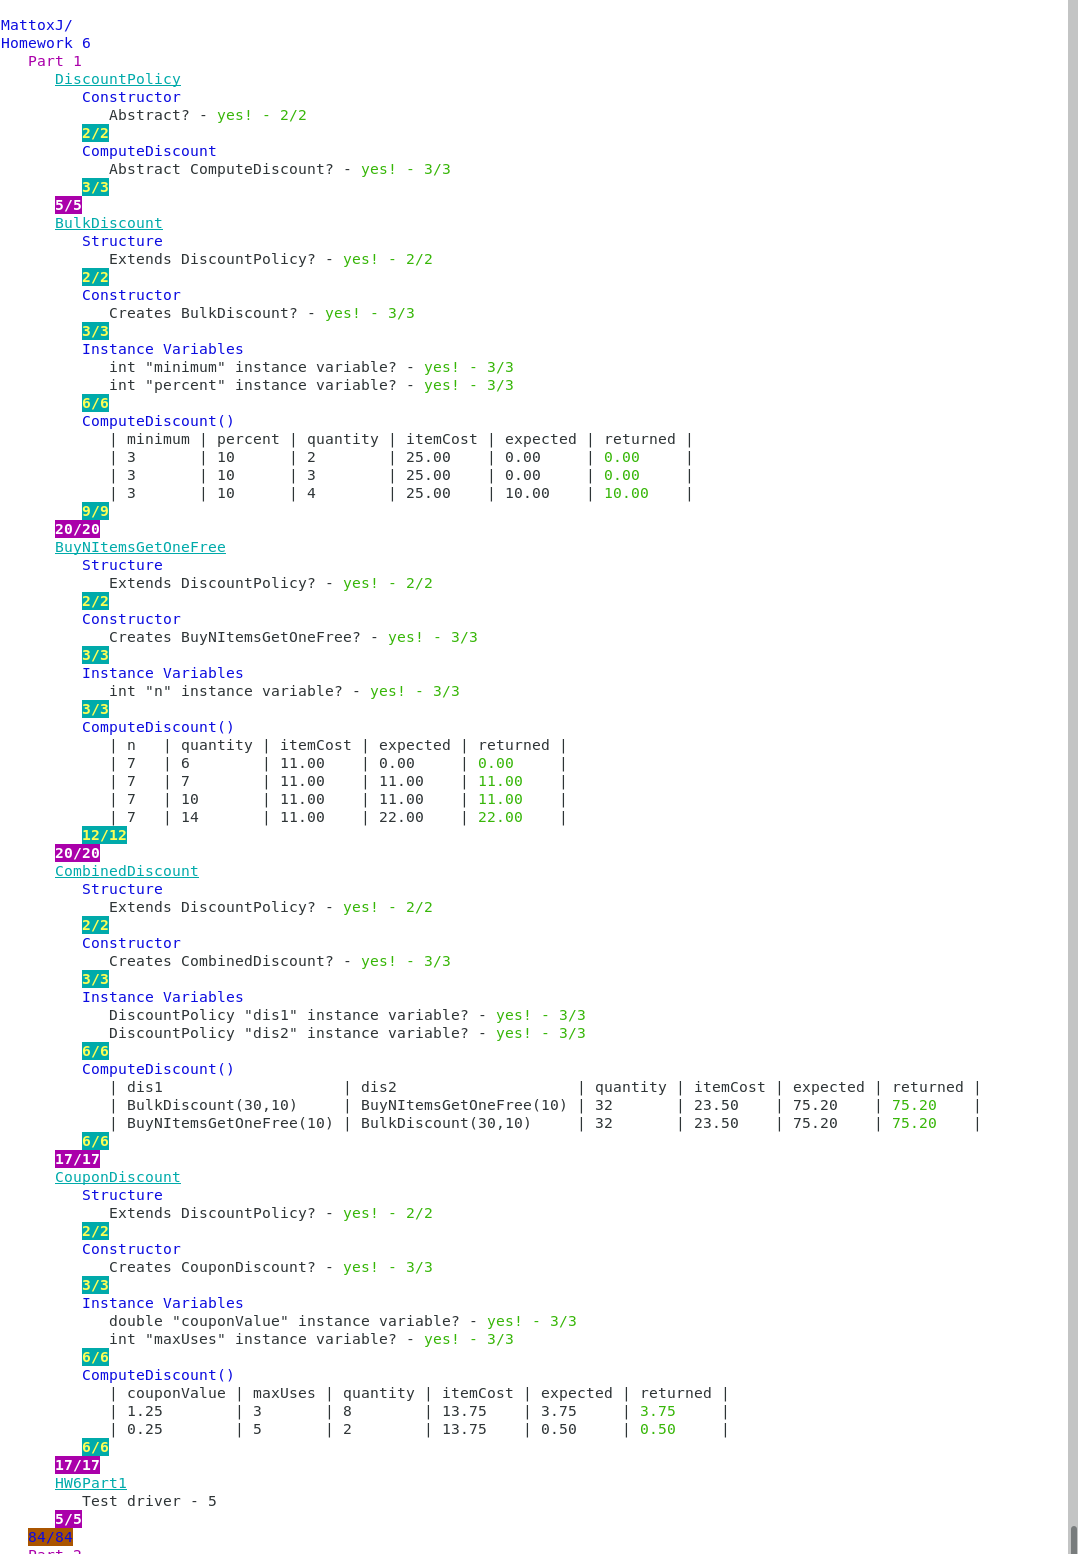 MattoxJ/
Homework 6
Part 1
DiscountPolicy
Constructor
Abstract? - yes! - 2/2
2/2
ComputeDiscount
Abstract ComputeDiscount? - yes! - 3/3
3/3
5/5
BulkDiscount
Structure
Extends DiscountPolicy? - yes! - 2/2
2/2
Constructor
Creates BulkDiscount? - yes! - 3/3
3/3
Instance Variables
int "minimum" instance variable? - yes! - 3/3
int "percent" instance variable? - yes! - 3/3
6/6
ComputeDiscount()
| minimum | percent | quantity | itemCost | expected | returned |
| 3 | 10 | 2 | 25.00 | 0.00 | 0.00 |
| 3 | 10 | 3 | 25.00 | 0.00 | 0.00 |
| 3 | 10 | 4 | 25.00 | 10.00 | 10.00 |
9/9
20/20
BuyNItemsGetOneFree
Structure
Extends DiscountPolicy? - yes! - 2/2
2/2
Constructor
Creates BuyNItemsGetOneFree? - yes! - 3/3
3/3
Instance Variables
int "n" instance variable? - yes! - 3/3
3/3
ComputeDiscount()
| n | quantity | itemCost | expected | returned |
| 7 | 6 | 11.00 | 0.00 | 0.00 |
| 7 | 7 | 11.00 | 11.00 | 11.00 |
| 7 | 10 | 11.00 | 11.00 | 11.00 |
| 7 | 14 | 11.00 | 22.00 | 22.00 |
12/12
20/20
CombinedDiscount
Structure
Extends DiscountPolicy? - yes! - 2/2
2/2
Constructor
Creates CombinedDiscount? - yes! - 3/3
3/3
Instance Variables
DiscountPolicy "dis1" instance variable? - yes! - 3/3
DiscountPolicy "dis2" instance variable? - yes! - 3/3
6/6
ComputeDiscount()
| dis1 | dis2 | quantity | itemCost | expected | returned |
| BulkDiscount(30,10) | BuyNItemsGetOneFree(10) | 32 | 23.50 | 75.20 | 75.20 |
| BuyNItemsGetOneFree(10) | BulkDiscount(30,10) | 32 | 23.50 | 75.20 | 75.20 |
6/6
17/17
CouponDiscount
Structure
Extends DiscountPolicy? - yes! - 2/2
2/2
Constructor
Creates CouponDiscount? - yes! - 3/3
3/3
Instance Variables
double "couponValue" instance variable? - yes! - 3/3
int "maxUses" instance variable? - yes! - 3/3
6/6
ComputeDiscount()
| couponValue | maxUses | quantity | itemCost | expected | returned |
| 1.25 | 3 | 8 | 13.75 | 3.75 | 3.75 |
| 0.25 | 5 | 2 | 13.75 | 0.50 | 0.50 |
6/6
17/17
HW6Part1
Test driver - 5
5/5
84/84